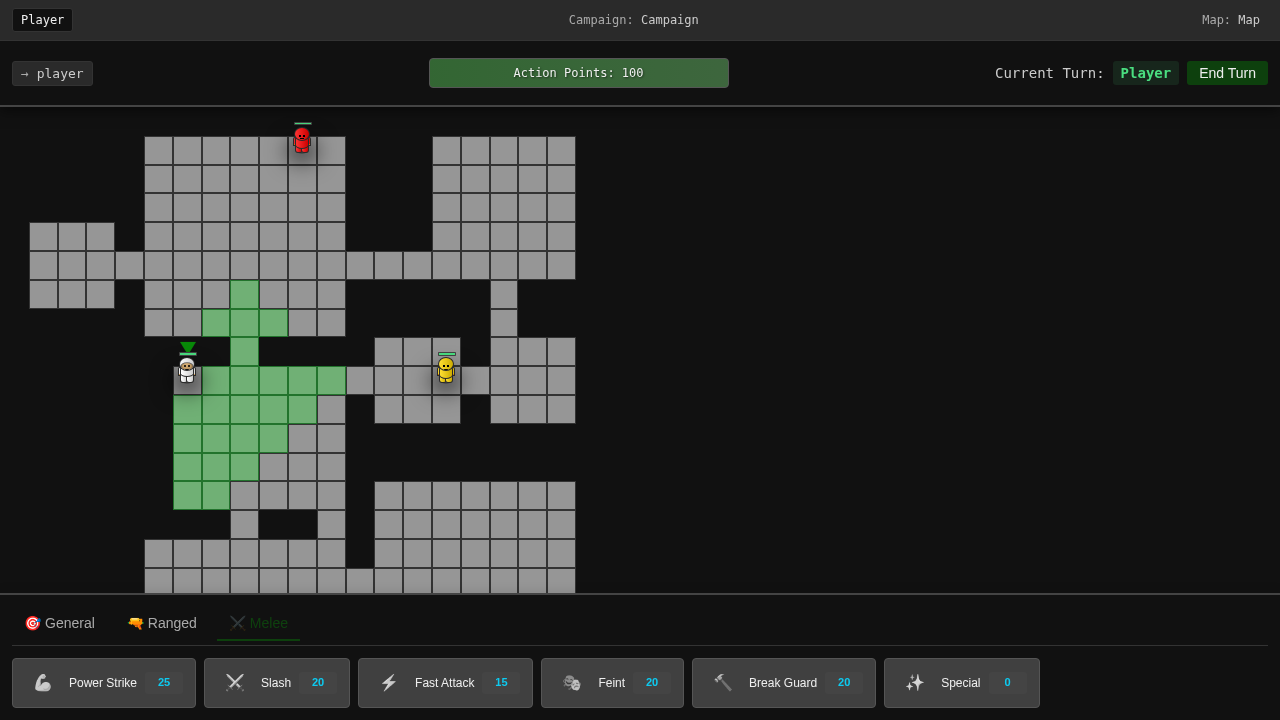 Player
Campaign: Campaign
Map: Map
→ player
Action Points: 100
Current Turn: Player
End Turn
General
Ranged
Melee
Power Strike 25
Slash 20
Fast Attack 15
Feint 20
Break Guard 20
Special 0